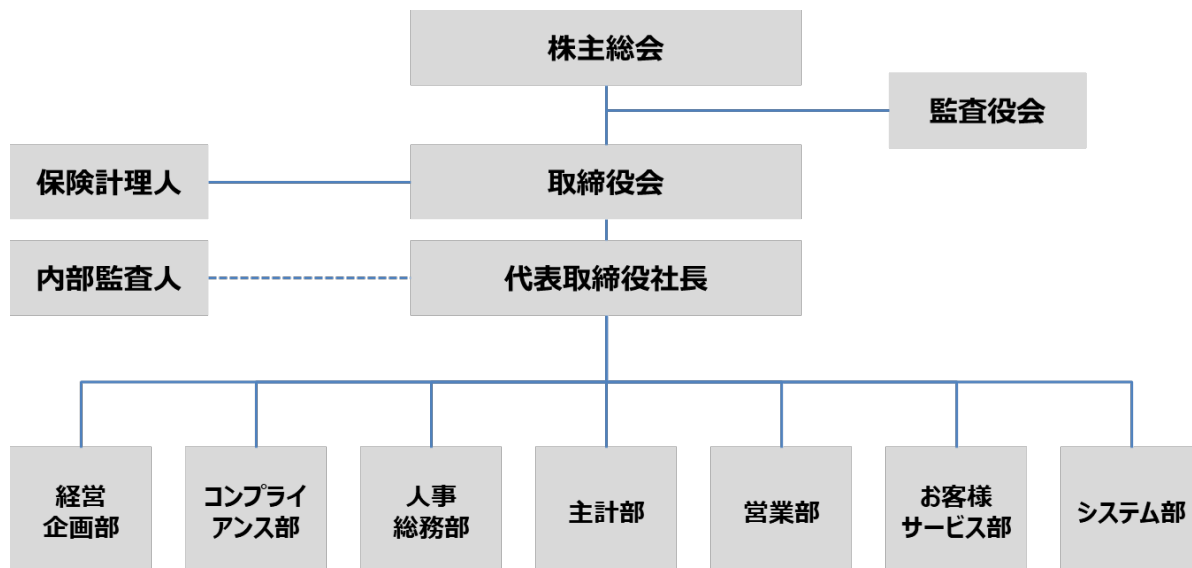 株主総会
監査役会
保険計理人
取締役会
内部監査人
代表取締役社長
経営
企画部
コンプライ
アンス部
人事
総務部
主計部
営業部
お客様
サービス部
システム部